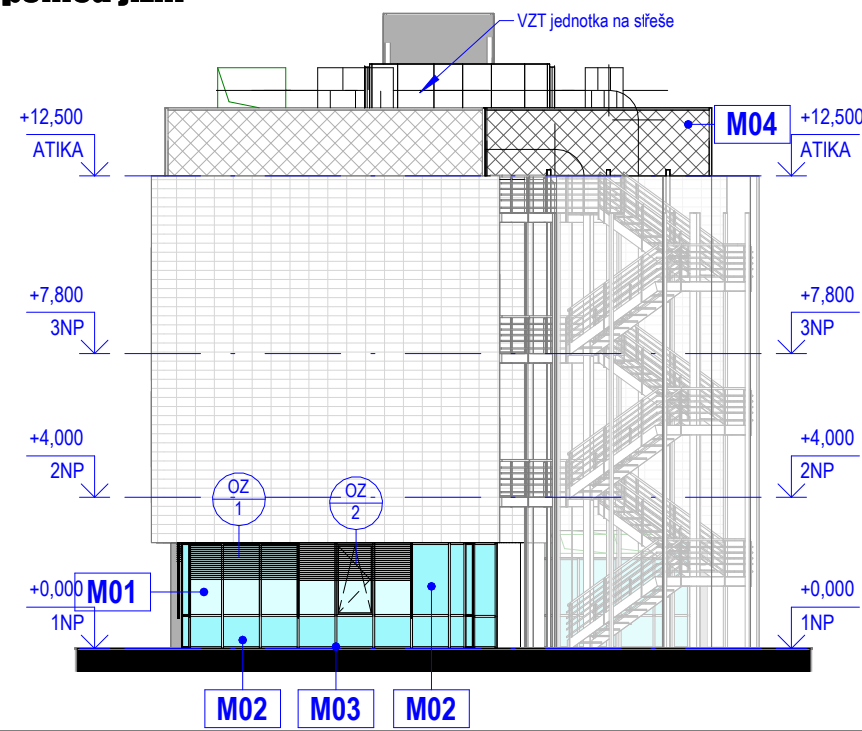 VZT jednotka na střeše
+12,500
ATIKA
M04
+12,500
ATIKA
+7,800
3NP
+7,800
3NP
+4,000
2NP
OZ
1
OZ
2
+4,000
2NP
+0,000
1NP
M01
+0,000
1NP
M02
M03
M02